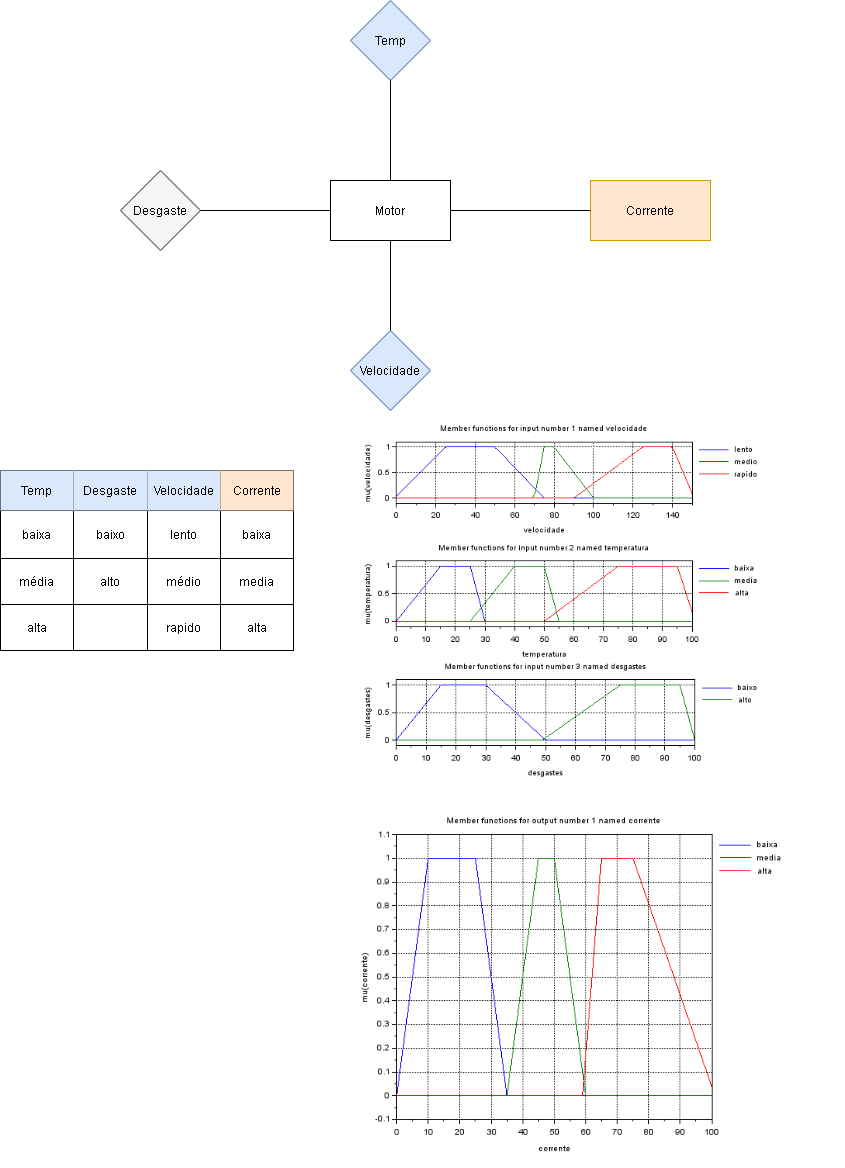 Temp
Desgaste
Motor
Corrente
Velocidade
Temp Desgaste Velocidade Corrente
baixa baixo lento baixa
média alto médio media
alta rapido alta
Member functions for input number 1 named velocidade
mu(velocidade)
1
0.5
0
0 20 40 60 80 100 120 140
velocidade
lento
medio
rapido
Member functions for input number 2 named temperatura
mu(temperatura)
1
0.5
0
0 10 20 30 40 50 60 70 80 90 100
temperatura
baixa
media
alta
Member functions for input number 3 named desgastes
mu(desgastes)
1
0.5
0
0 10 20 30 40 50 60 70 80 90 100
desgastes
baixo
alto
Member functions for output number 1 named corrente
mu(corrente)
1.1
1
0.9
0.8
0.7
0.6
0.5
0.4
0.3
0.2
0.1
0
-0.1
0 10 20 30 40 50 60 70 80 90 100
corrente
baixa
media
alta